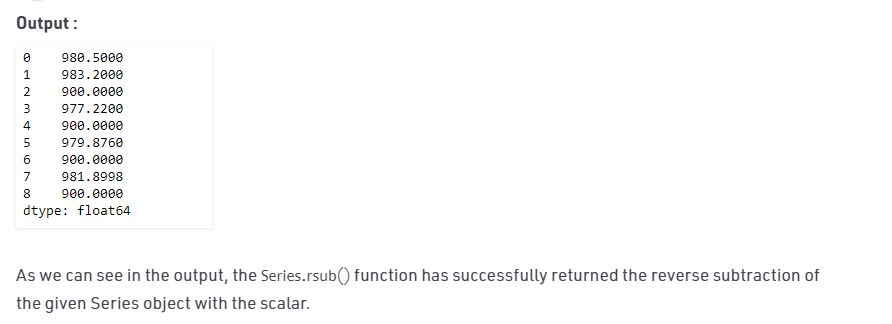 Output :
0    980.5000
1    983.2000
2    900.0000
3    977.2200
4    900.0000
5    979.8760
6    900.0000
7    981.8998
8    900.0000
dtype: float64
As we can see in the output, the Series.rsub() function has successfully returned the reverse subtraction of
the given Series object with the scalar.